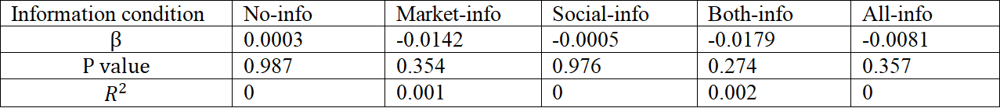 Information condition No-info Market-info Social-info Both-info All-info
β 0.0003 -0.0142 -0.0005 -0.0179 -0.0081
P value 0.987 0.354 0.976 0.274 0.357
R² 0 0.001 0 0.002 0